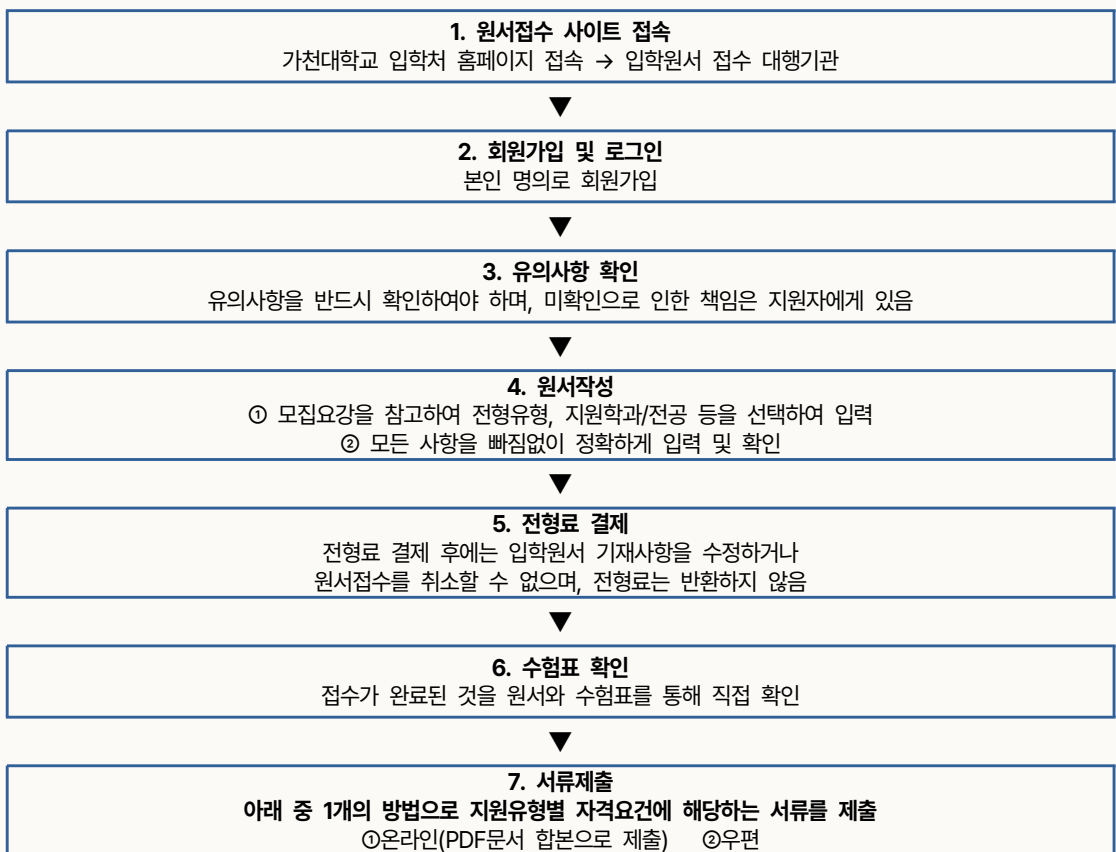 1. 원서접수 사이트 접속
가천대학교 입학처 홈페이지 접속 → 입학원서 접수 대행기관
▼
2. 회원가입 및 로그인
본인 명의로 회원가입
▼
3. 유의사항 확인
유의사항을 반드시 확인하여야 하며, 미확인으로 인한 책임은 지원자에게 있음
▼
4. 원서작성
① 모집요강을 참고하여 전형유형, 지원학과/전공 등을 선택하여 입력
② 모든 사항을 빠짐없이 정확하게 입력 및 확인
▼
5. 전형료 결제
전형료 결제 후에는 입학원서 기재사항을 수정하거나
원서접수를 취소할 수 없으며, 전형료는 반환하지 않음
▼
6. 수험표 확인
접수가 완료된 것을 원서와 수험표를 통해 직접 확인
▼
7. 서류제출
아래 중 1개의 방법으로 지원유형별 자격요건에 해당하는 서류를 제출
①온라인(PDF문서 합본으로 제출) ②우편